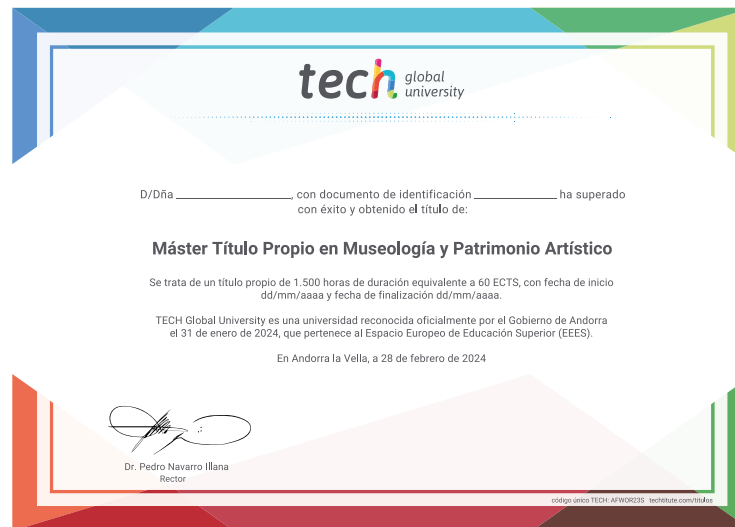 tech global university
D/Dña ____________________, con documento de identificación ______________ ha superado
con éxito y obtenido el título de:
Máster Título Propio en Museología y Patrimonio Artístico
Se trata de un título propio de 1.500 horas de duración equivalente a 60 ECTS, con fecha de inicio
dd/mm/aaaa y fecha de finalización dd/mm/aaaa.
TECH Global University es una universidad reconocida oficialmente por el Gobierno de Andorra
el 31 de enero de 2024, que pertenece al Espacio Europeo de Educación Superior (EEES).
En Andorra la Vella, a 28 de febrero de 2024
Dr. Pedro Navarro Illana
Rector
código único TECH: AFWOR23S techtitute.com/titulos